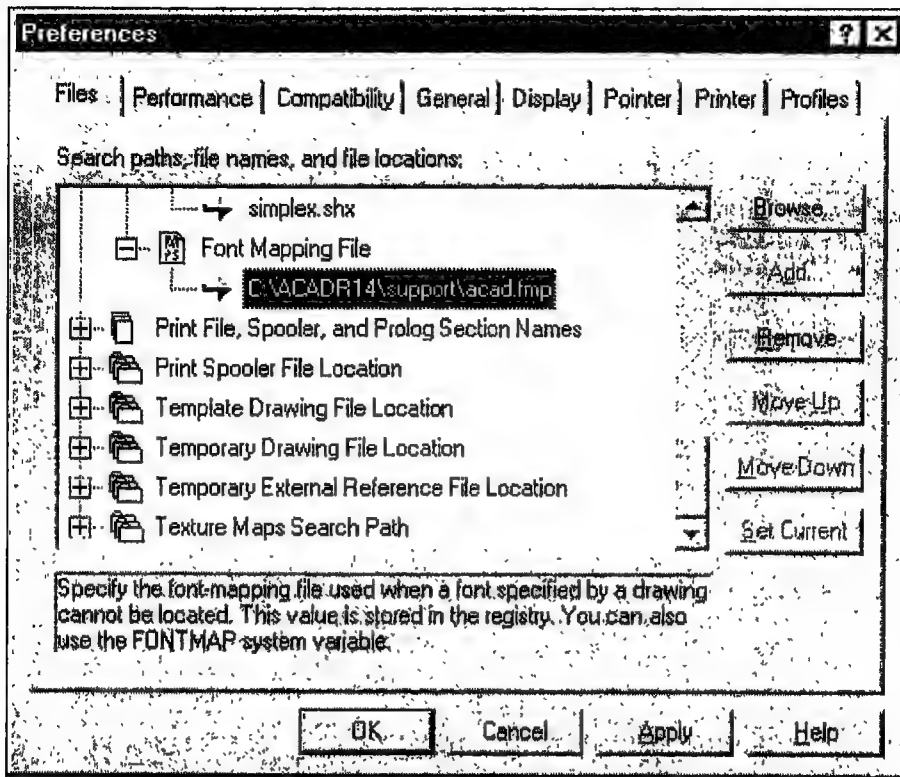 Preferences
Files Performance Compatibility General Display Pointer Printer Profiles
Search paths, file names, and file locations:
simplex.shx
Font Mapping File
C:\ACADR14\support\acad.fmp
Print File, Spooler, and Prolog Section Names
Print Spooler File Location
Template Drawing File Location
Temporary Drawing File Location
Temporary External Reference File Location
Texture Maps Search Path
Browse...
Add...
Remove
Move Up
Move Down
Set Current
Specify the font-mapping file used when a font specified by a drawing
cannot be located. This value is stored in the registry. You can also
use the FONTMAP system variable.
OK Cancel Apply Help